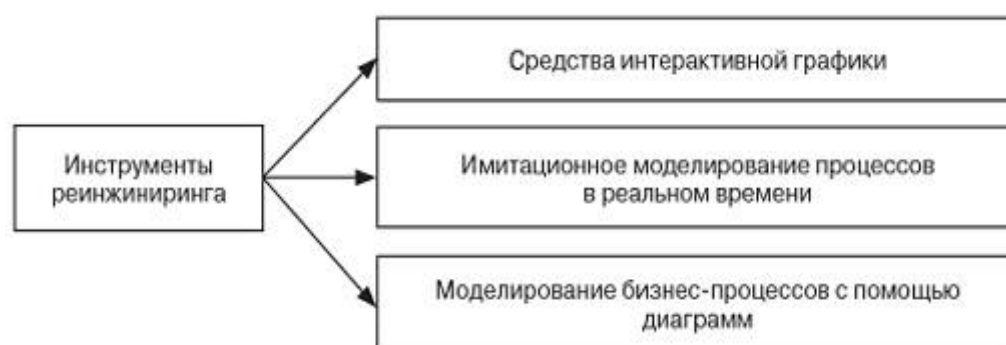 Инструменты
реинжиниринга
Средства интерактивной графики
Имитационное моделирование процессов
в реальном времени
Моделирование бизнес-процессов с помощью
диаграмм